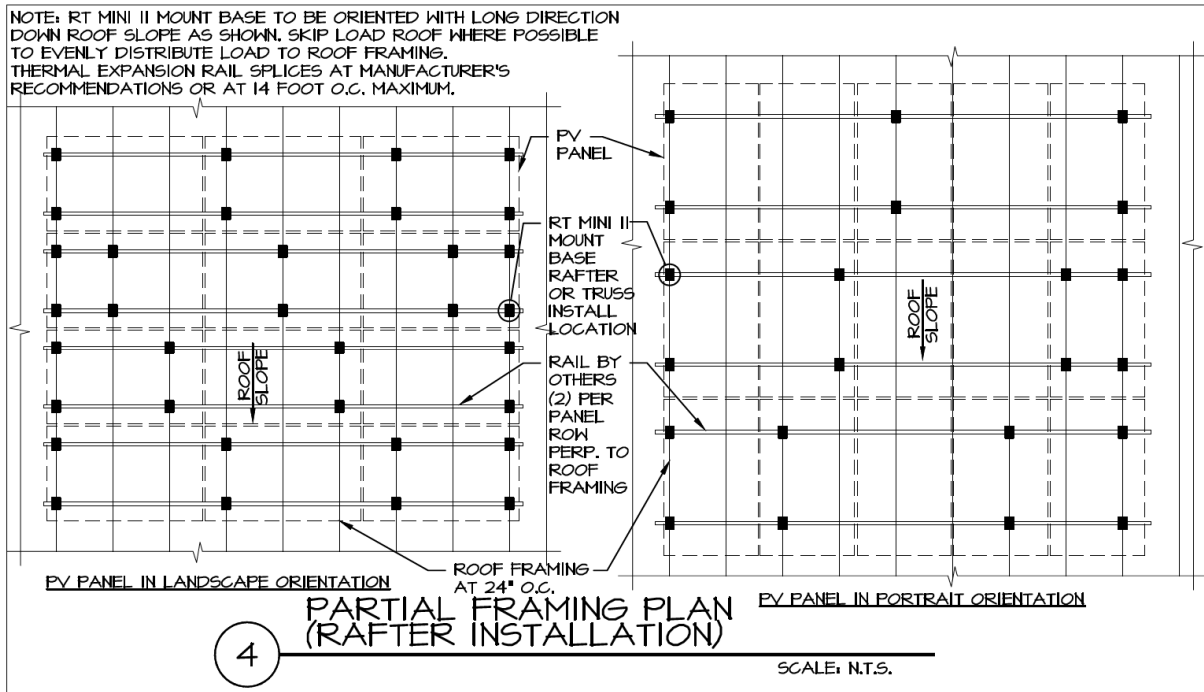 NOTE: RT MINI II MOUNT BASE TO BE ORIENTED WITH LONG DIRECTION
DOWN ROOF SLOPE AS SHOWN. SKIP LOAD ROOF WHERE POSSIBLE
TO EVENLY DISTRIBUTE LOAD TO ROOF FRAMING.
THERMAL EXPANSION RAIL SPLICES AT MANUFACTURER'S
RECOMMENDATIONS OR AT 14 FOOT O.C. MAXIMUM.
PV
PANEL
RT MINI II
MOUNT
BASE
RAFTER
OR TRUSS
INSTALL
LOCATION
ROOF
SLOPE
ROOF
SLOPE
RAIL BY
OTHERS
(2) PER
PANEL
ROW
PERP. TO
ROOF
FRAMING
ROOF FRAMING
AT 24" O.C.
PV PANEL IN LANDSCAPE ORIENTATION
PV PANEL IN PORTRAIT ORIENTATION
4
PARTIAL FRAMING PLAN
(RAFTER INSTALLATION)
SCALE: N.T.S.